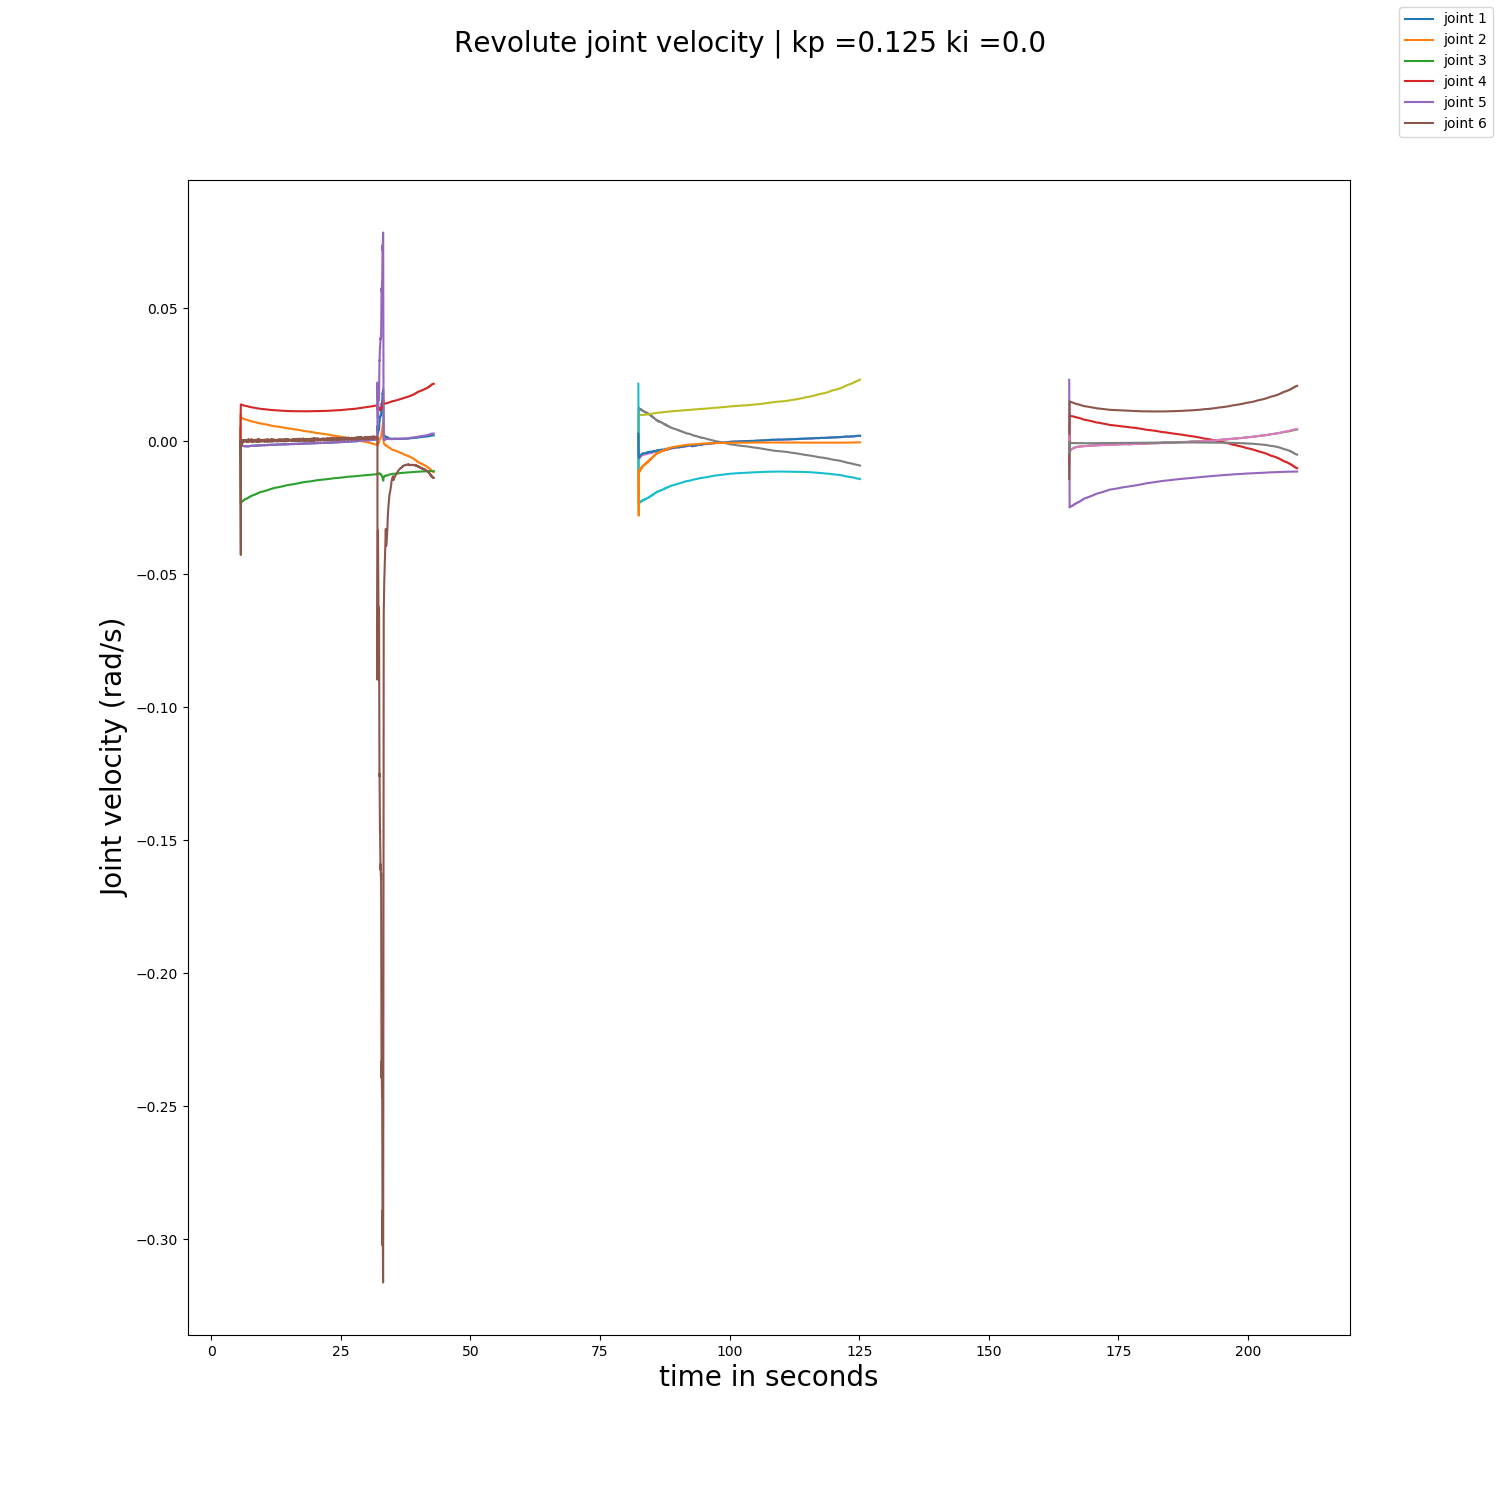 Revolute joint velocity | kp =0.125 ki =0.0
joint 1
joint 2
joint 3
joint 4
joint 5
joint 6
Joint velocity (rad/s)
0.05
0.00
−0.05
−0.10
−0.15
−0.20
−0.25
−0.30
0 25 50 75 100 125 150 175 200
time in seconds